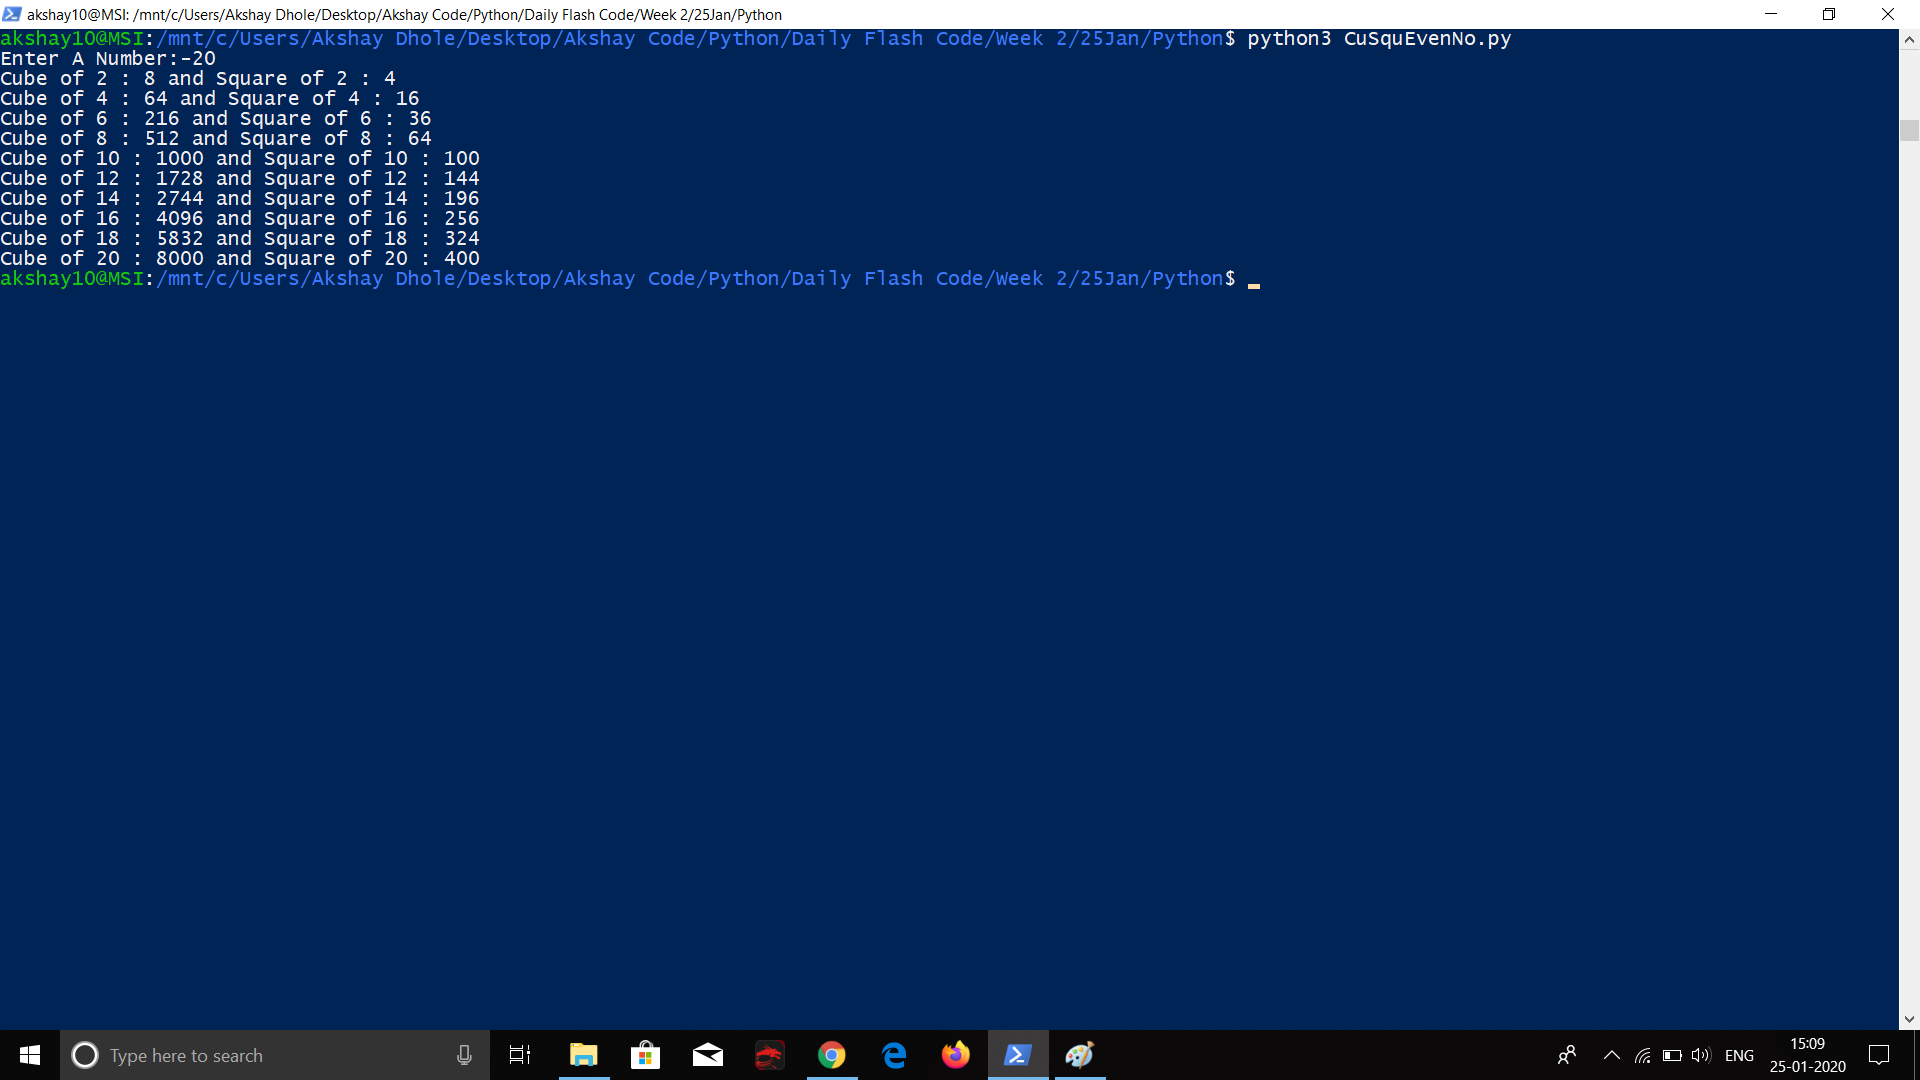 akshay10@MSI: /mnt/c/Users/Akshay Dhole/Desktop/Akshay Code/Python/Daily Flash Code/Week 2/25Jan/Python
akshay10@MSI:/mnt/c/Users/Akshay Dhole/Desktop/Akshay Code/Python/Daily Flash Code/Week 2/25Jan/Python$ python3 CuSquEvenNo.py
Enter A Number:-20
Cube of 2 : 8 and Square of 2 : 4
Cube of 4 : 64 and Square of 4 : 16
Cube of 6 : 216 and Square of 6 : 36
Cube of 8 : 512 and Square of 8 : 64
Cube of 10 : 1000 and Square of 10 : 100
Cube of 12 : 1728 and Square of 12 : 144
Cube of 14 : 2744 and Square of 14 : 196
Cube of 16 : 4096 and Square of 16 : 256
Cube of 18 : 5832 and Square of 18 : 324
Cube of 20 : 8000 and Square of 20 : 400
akshay10@MSI:/mnt/c/Users/Akshay Dhole/Desktop/Akshay Code/Python/Daily Flash Code/Week 2/25Jan/Python$
Type here to search
ENG
15:09
25-01-2020